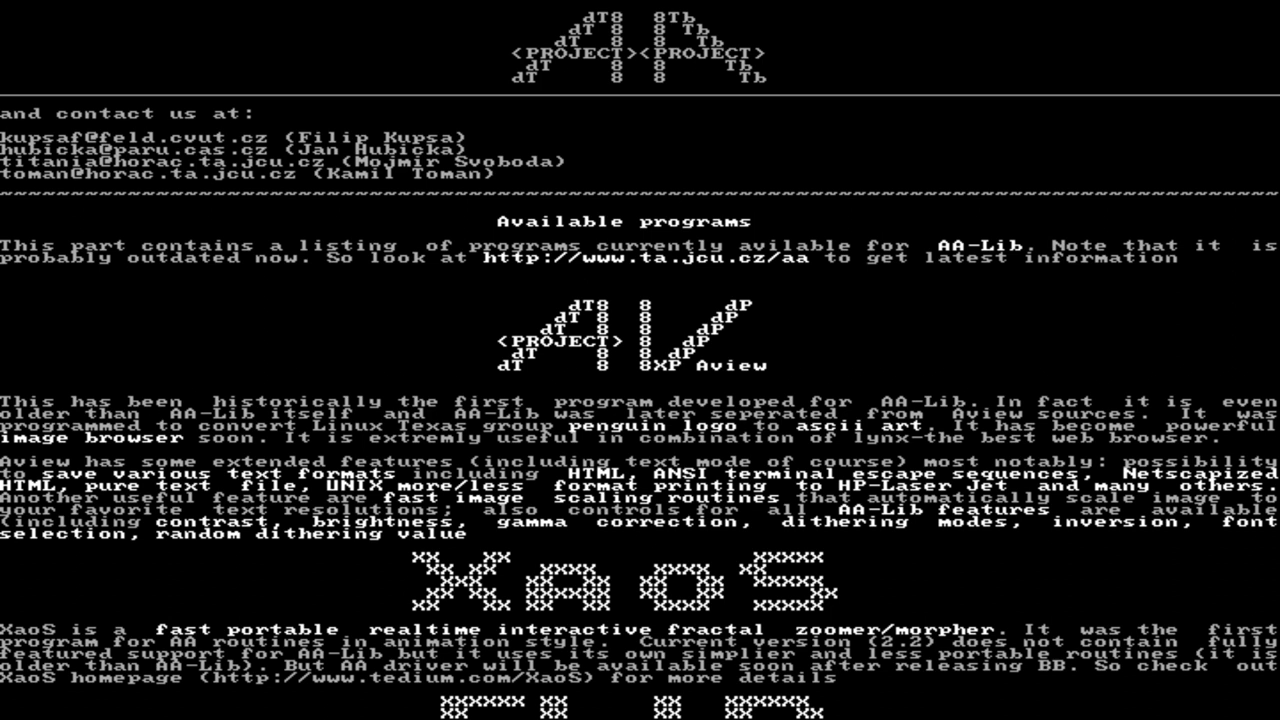 dT8 8Tb
dT 8 8 Tb
dT 8 8 Tb
<PROJECT><PROJECT>
dT 8 8 Tb
dT 8 8 Tb
and contact us at:
kupsaf@feld.cvut.cz (Filip Kupsa)
hubicka@paru.cas.cz (Jan Hubicka)
titania@horac.ta.jcu.cz (Mojmir Svoboda)
toman@horac.ta.jcu.cz (Kamil Toman)
Available programs
This part contains a listing of programs currently avilable for AA-Lib. Note that it is
probably outdated now. So look at http://www.ta.jcu.cz/aa to get latest information
dT8 8 dP
dT 8 8 dP
dT 8 8 dP
<PROJECT> 8 dP
dT 8 8 dP
dT 8 8XP Aview
This has been historically the first program developed for AA-Lib. In fact it is even
older than AA-Lib itself and AA-Lib was later seperated from Aview sources. It was
programmed to convert Linux Texas group penguin logo to ascii art. It has become powerful
image browser soon. It is extremly useful in combination of lynx-the best web browser.
Aview has some extended features (including text mode of course) most notably: possibility
to save various text formats including HTML, ANSI terminal escape sequences, Netscapized
HTML, pure text file, UNIX more/less format printing to HP-Laser Jet and many others.
Another useful feature are fast image scaling routines that automatically scale image to
your favorite text resolutions; also controls for all AA-Lib features are available
(including contrast, brightness, gamma correction, dithering modes, inversion, font
selection, random dithering value
XaoS
XaoS is a fast portable realtime interactive fractal zoomer/morpher. It was the first
program for AA routines in animation style. Current version (2.2) does not contain fully
featured support for AA-Lib but it uses its own simplier and less portable routines (it is
older than AA-Lib). But AA driver will be available soon after releasing BB. So check out
XaoS homepage (http://www.tedium.com/XaoS) for more details